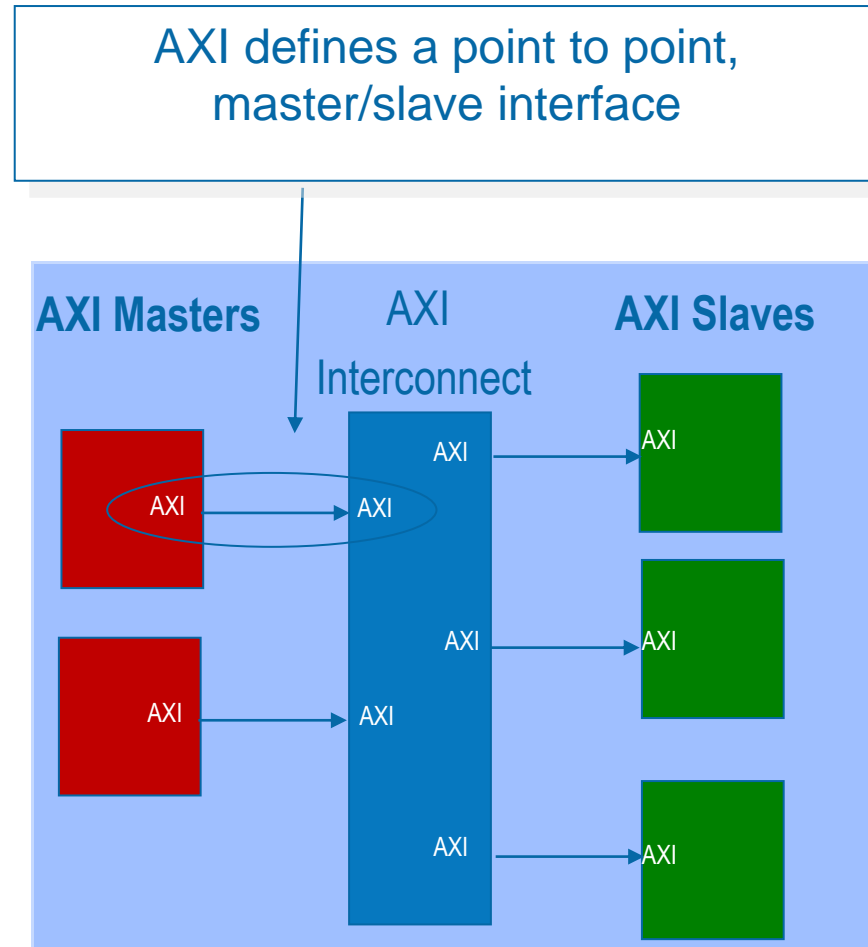 AXI defines a point to point,
master/slave interface
AXI Masters
AXI
Interconnect
AXI Slaves
AXI
AXI
AXI
AXI
AXI
AXI
AXI
AXI
AXI
AXI